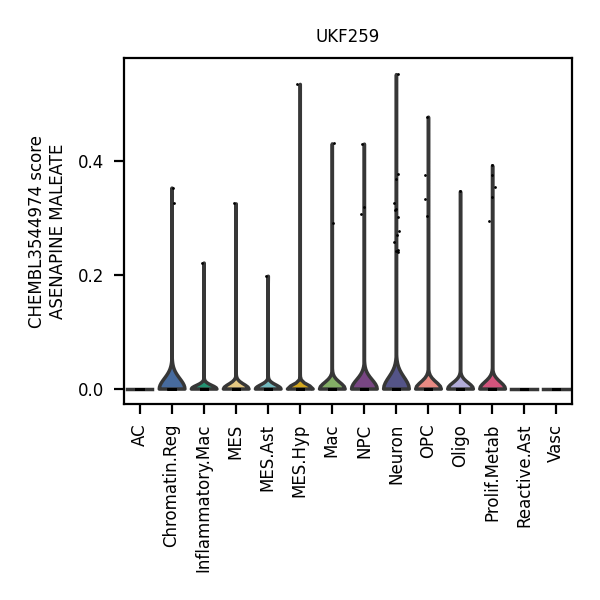 UKF259
CHEMBL3544974 score
ASENAPINE MALEATE
0.4
0.2
0.0
AC
Chromatin.Reg
Inflammatory.Mac
MES
MES.Ast
MES.Hyp
Mac
NPC
Neuron
OPC
Oligo
Prolif.Metab
Reactive.Ast
Vasc